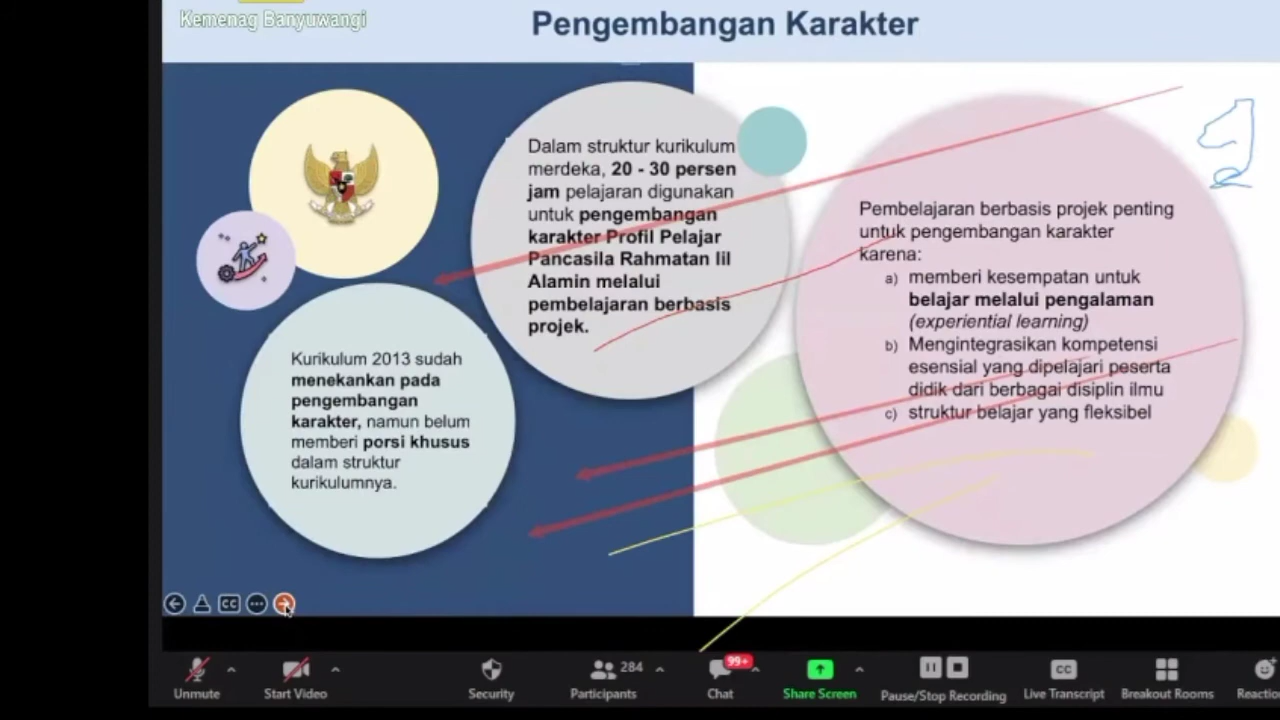 Kemenag Banyuwangi
Pengembangan Karakter
Dalam struktur kurikulum
merdeka, 20 - 30 persen
jam pelajaran digunakan
untuk pengembangan
karakter Profil Pelajar
Pancasila Rahmatan lil
Alamin melalui
pembelajaran berbasis
projek.
Kurikulum 2013 sudah
menekankan pada
pengembangan
karakter, namun belum
memberi porsi khusus
dalam struktur
kurikulumnya.
Pembelajaran berbasis projek penting
untuk pengembangan karakter
karena:
a) memberi kesempatan untuk
belajar melalui pengalaman
(experiential learning)
b) Mengintegrasikan kompetensi
esensial yang dipelajari peserta
didik dari berbagai disiplin ilmu
c) struktur belajar yang fleksibel
CC
284
99+
CC
Unmute
Start Video
Security
Participants
Chat
Share Screen
Pause/Stop Recording
Live Transcript
Breakout Rooms
Reactio